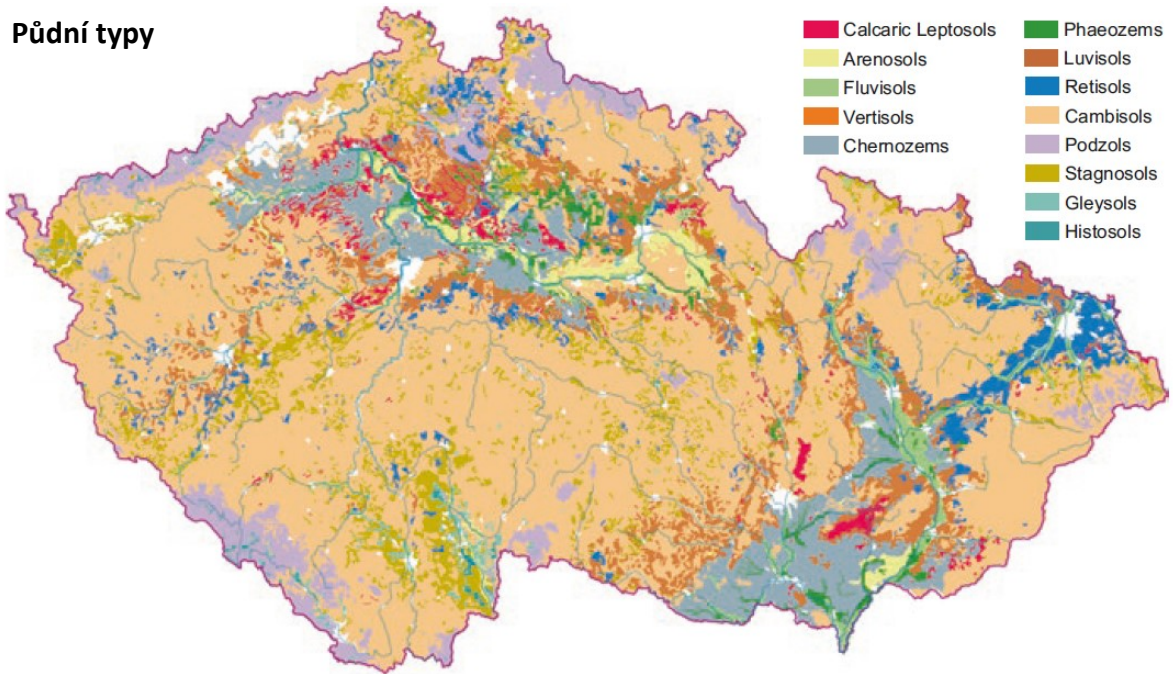 Půdní typy
Calcaric Leptosols
Arenosols
Fluvisols
Vertisols
Chernozems
Phaeozems
Luvisols
Retisols
Cambisols
Podzols
Stagnosols
Gleysols
Histosols